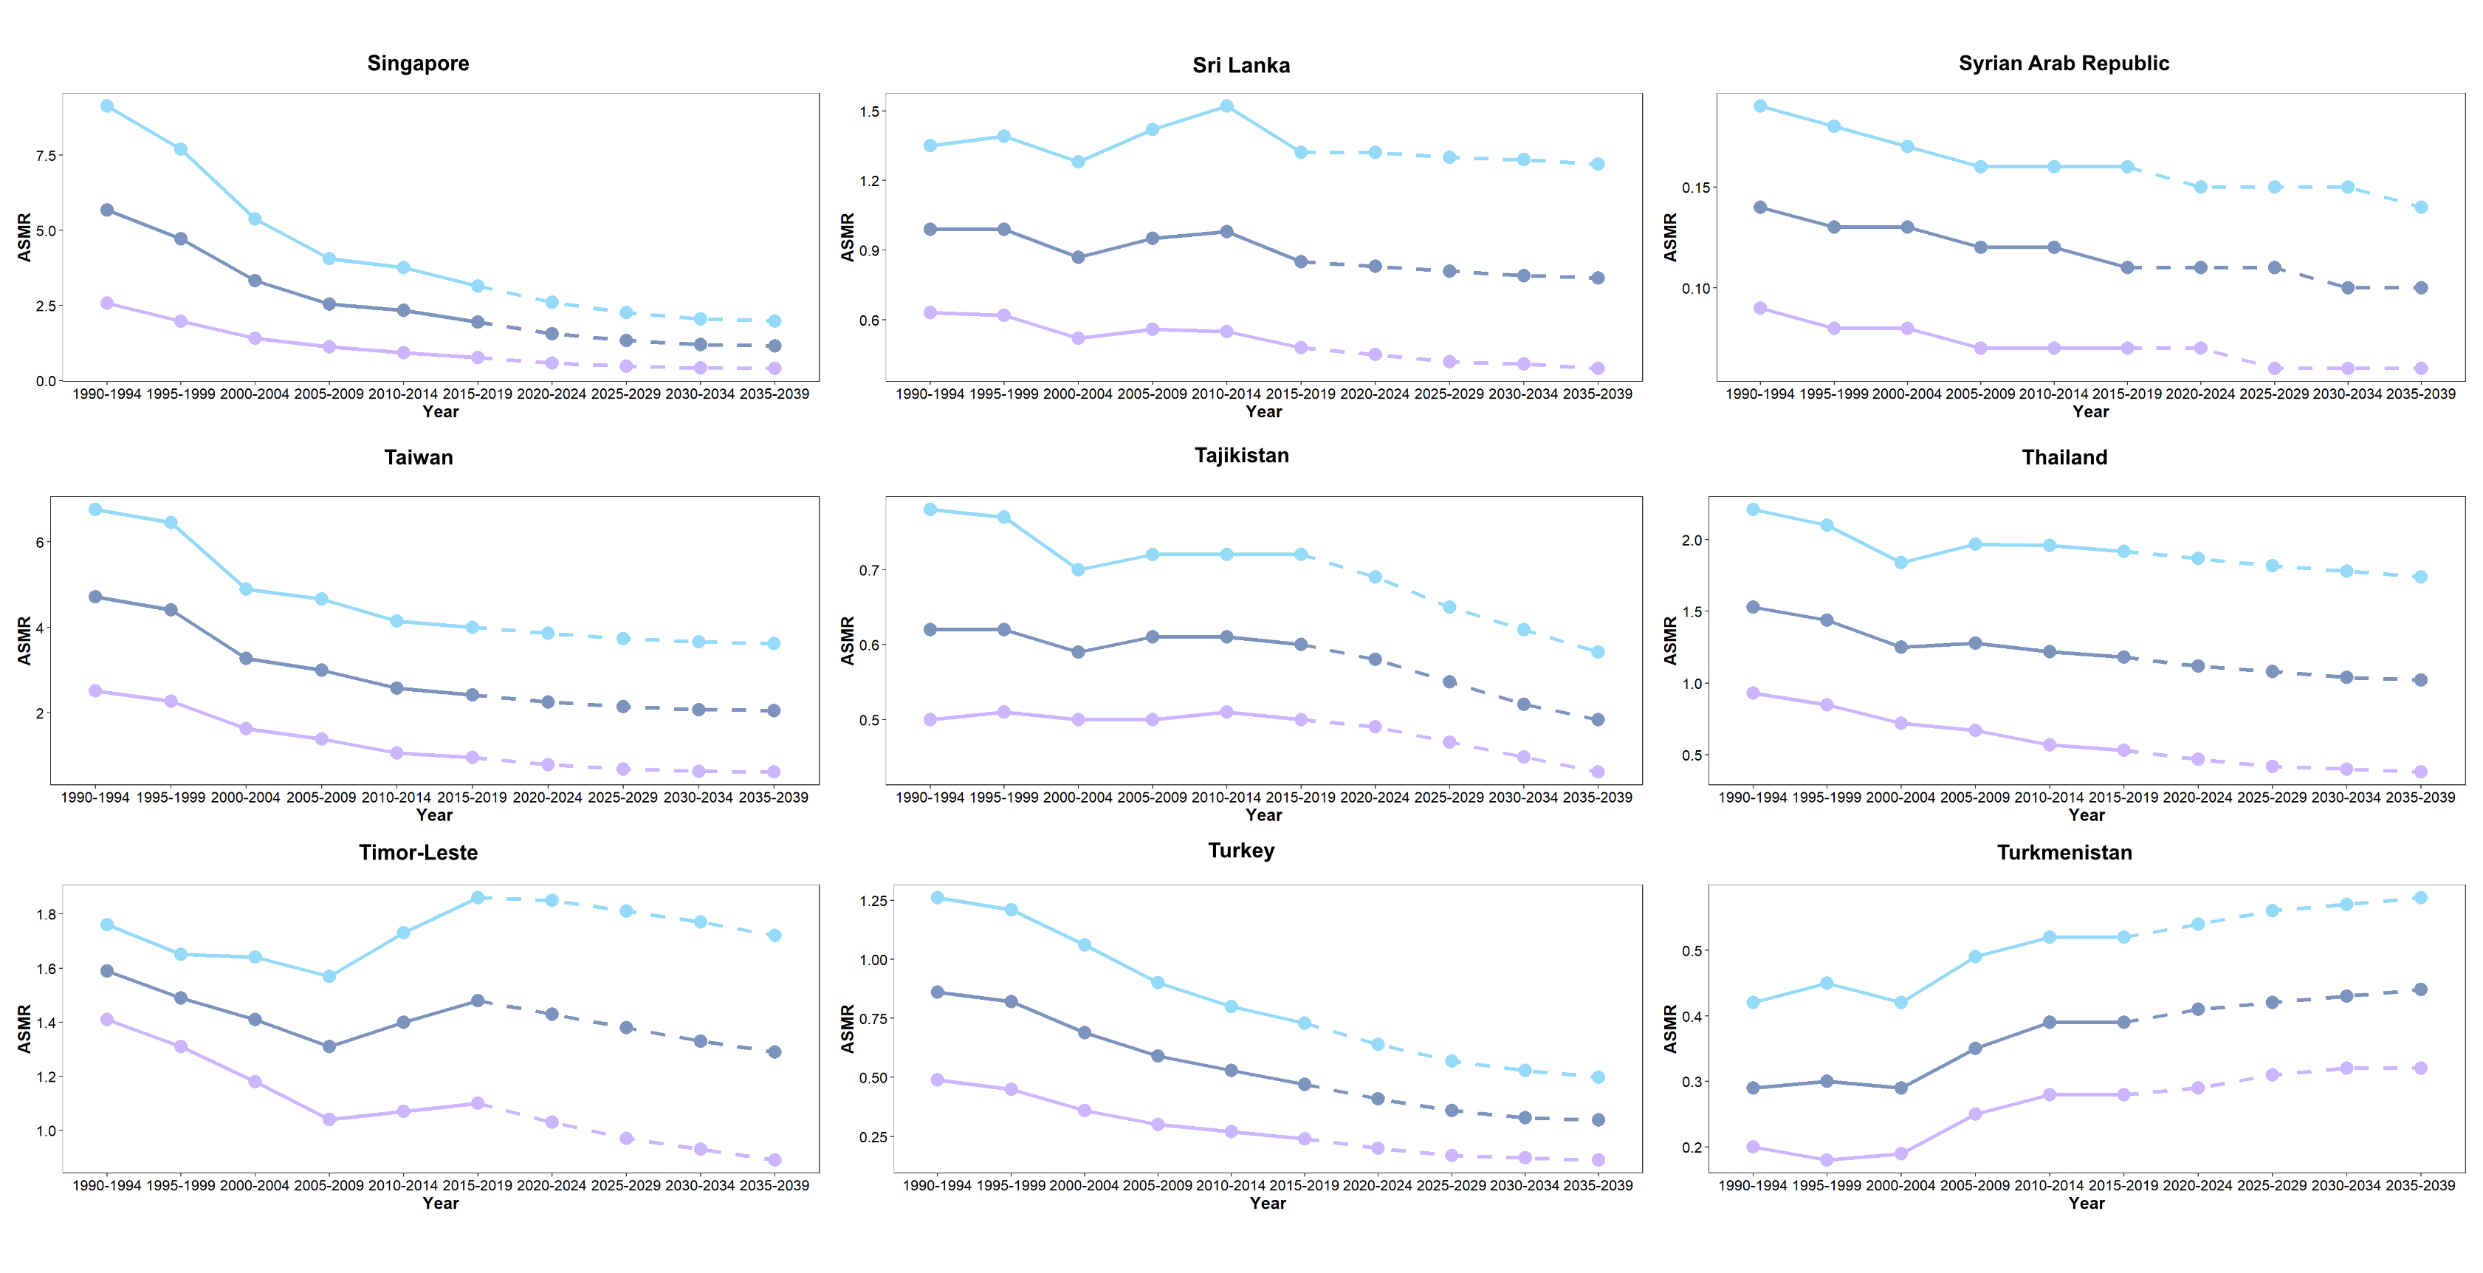 Singapore
ASMR
7.5
5.0
2.5
0.0
1990-1994 1995-1999 2000-2004 2005-2009 2010-2014 2015-2019 2020-2024 2025-2029 2030-2034 2035-2039
Year
Sri Lanka
ASMR
1.5
1.2
0.9
0.6
1990-1994 1995-1999 2000-2004 2005-2009 2010-2014 2015-2019 2020-2024 2025-2029 2030-2034 2035-2039
Year
Syrian Arab Republic
ASMR
0.15
0.10
1990-1994 1995-1999 2000-2004 2005-2009 2010-2014 2015-2019 2020-2024 2025-2029 2030-2034 2035-2039
Year
Taiwan
ASMR
6
4
2
1990-1994 1995-1999 2000-2004 2005-2009 2010-2014 2015-2019 2020-2024 2025-2029 2030-2034 2035-2039
Year
Tajikistan
ASMR
0.7
0.6
0.5
1990-1994 1995-1999 2000-2004 2005-2009 2010-2014 2015-2019 2020-2024 2025-2029 2030-2034 2035-2039
Year
Thailand
ASMR
2.0
1.5
1.0
0.5
1990-1994 1995-1999 2000-2004 2005-2009 2010-2014 2015-2019 2020-2024 2025-2029 2030-2034 2035-2039
Year
Timor-Leste
ASMR
1.8
1.6
1.4
1.2
1.0
1990-1994 1995-1999 2000-2004 2005-2009 2010-2014 2015-2019 2020-2024 2025-2029 2030-2034 2035-2039
Year
Turkey
ASMR
1.25
1.00
0.75
0.50
0.25
1990-1994 1995-1999 2000-2004 2005-2009 2010-2014 2015-2019 2020-2024 2025-2029 2030-2034 2035-2039
Year
Turkmenistan
ASMR
0.5
0.4
0.3
0.2
1990-1994 1995-1999 2000-2004 2005-2009 2010-2014 2015-2019 2020-2024 2025-2029 2030-2034 2035-2039
Year